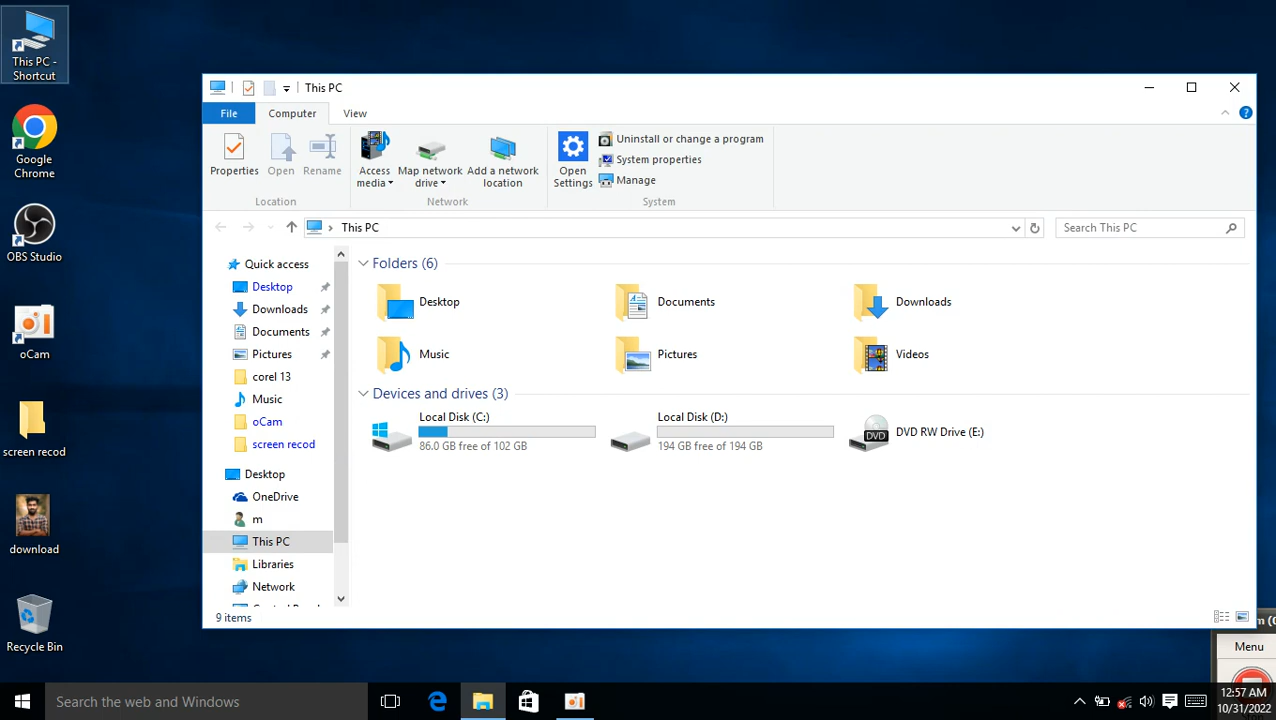 This PC -
Shortcut
Google
Chrome
OBS Studio
oCam
screen recod
download
Recycle Bin
This PC
File
Computer
View
Properties
Open
Rename
Location
Access
media
Map network
drive
Add a network
location
Network
Open
Settings
Uninstall or change a program
System properties
Manage
System
This PC
Search This PC
Quick access
Desktop
Downloads
Documents
Pictures
corel 13
Music
oCam
screen recod
Desktop
OneDrive
m
This PC
Libraries
Network
Folders (6)
Desktop
Documents
Downloads
Music
Pictures
Videos
Devices and drives (3)
Local Disk (C:)
86.0 GB free of 102 GB
Local Disk (D:)
194 GB free of 194 GB
DVD
DVD RW Drive (E:)
9 items
Menu
Search the web and Windows
12:57 AM
10/31/2022